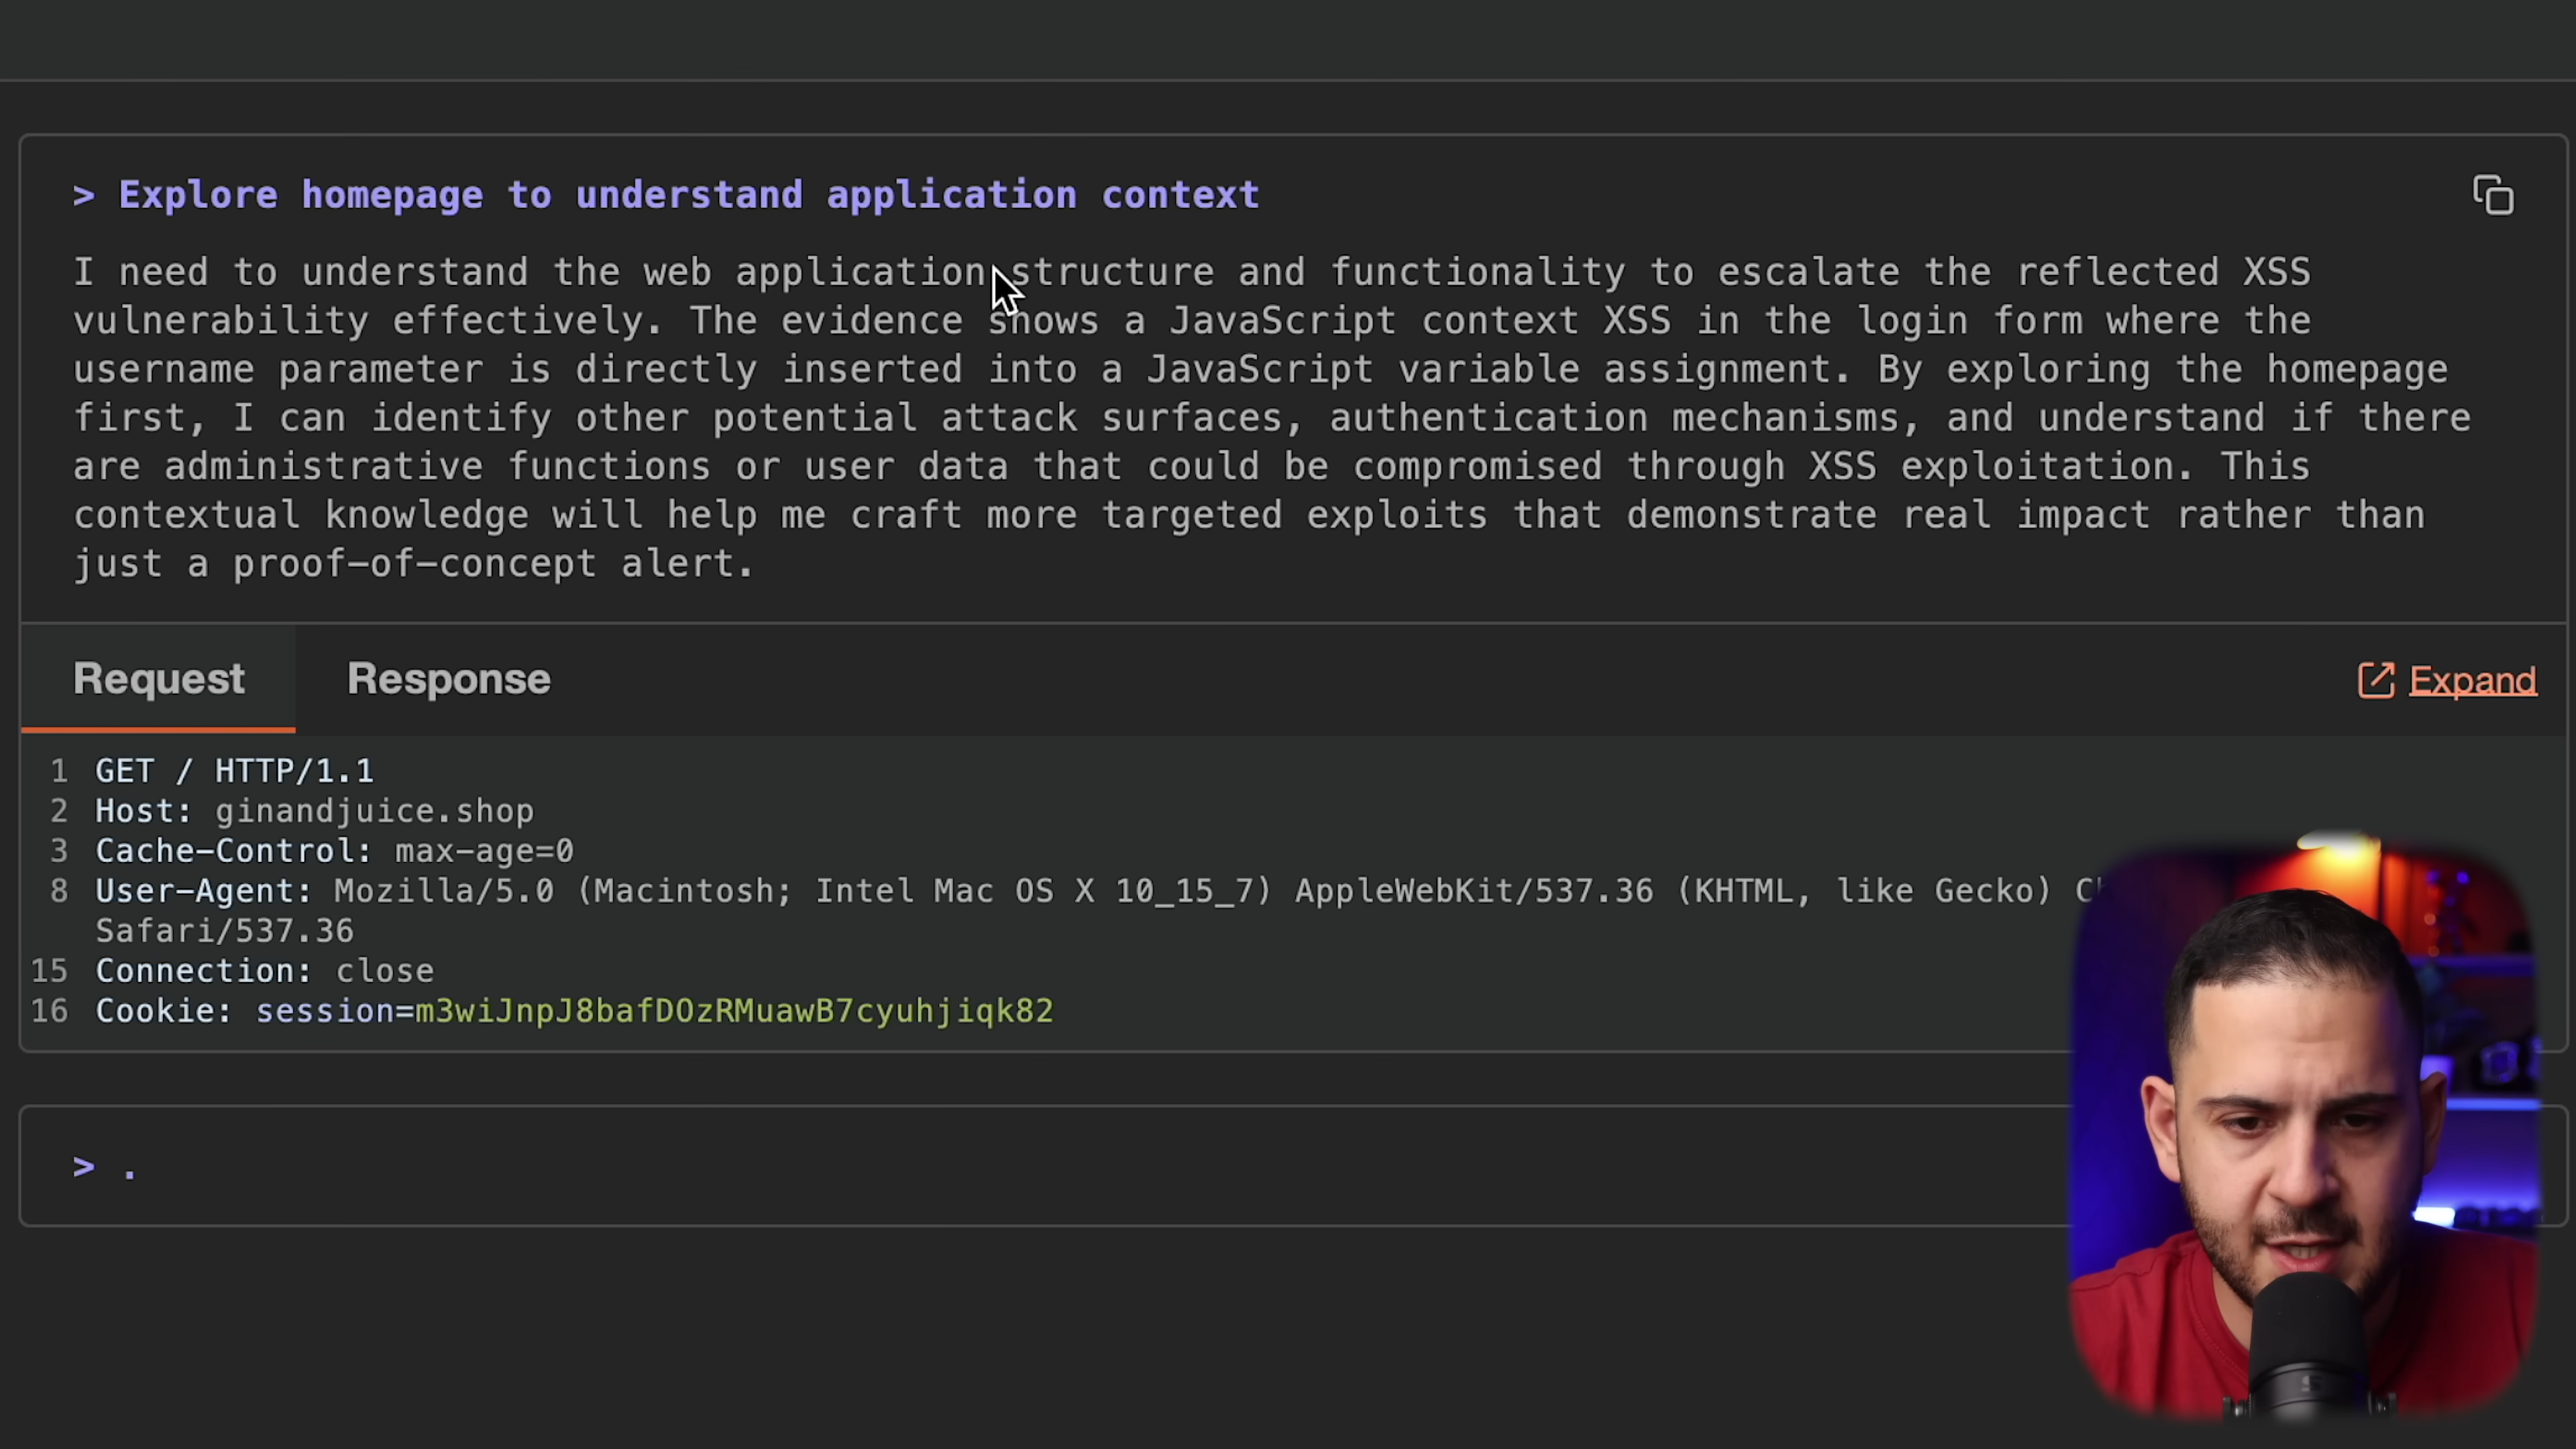 > Explore homepage to understand application context
I need to understand the web application structure and functionality to escalate the reflected XSS
vulnerability effectively. The evidence shows a JavaScript context XSS in the login form where the
username parameter is directly inserted into a JavaScript variable assignment. By exploring the homepage
first, I can identify other potential attack surfaces, authentication mechanisms, and understand if there
are administrative functions or user data that could be compromised through XSS exploitation. This
contextual knowledge will help me craft more targeted exploits that demonstrate real impact rather than
just a proof-of-concept alert.
Request Response Expand
1 GET / HTTP/1.1
2 Host: ginandjuice.shop
3 Cache-Control: max-age=0
8 User-Agent: Mozilla/5.0 (Macintosh; Intel Mac OS X 10_15_7) AppleWebKit/537.36 (KHTML, like Gecko)
Safari/537.36
15 Connection: close
16 Cookie: session=m3wiJnpJ8bafDOzRMuawB7cyuhjiqk82
> .